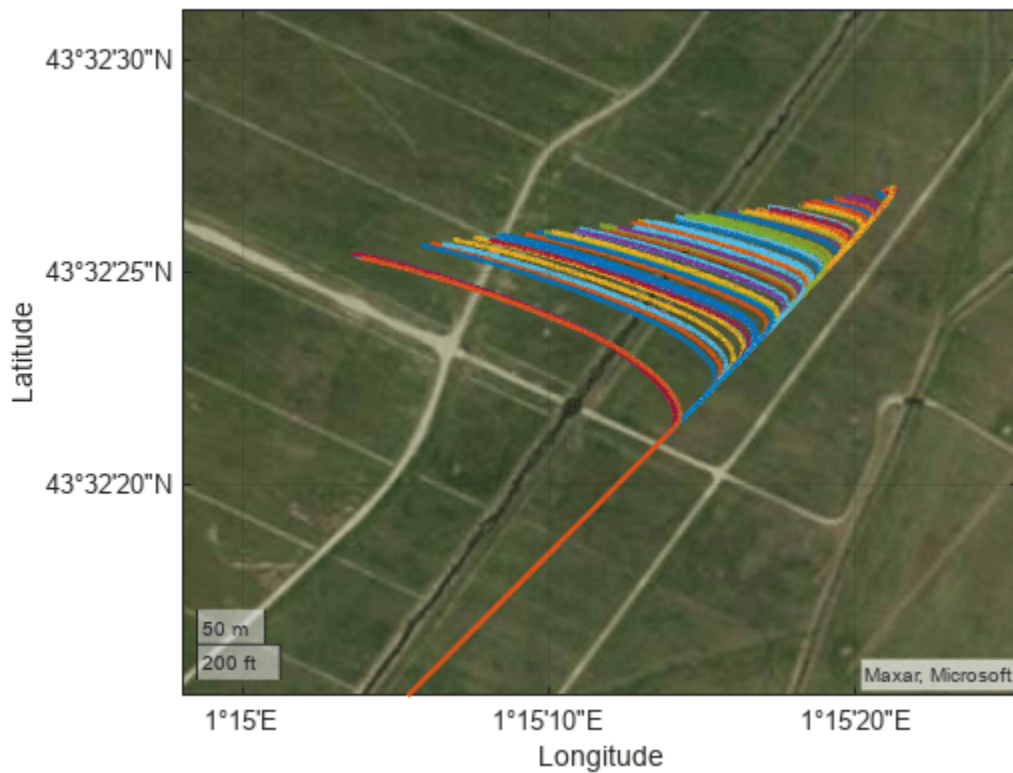 43°32'30"N
43°32'25"N
43°32'20"N
Latitude
50 m
200 ft
Maxar, Microsoft
1°15'E
1°15'10"E
1°15'20"E
Longitude